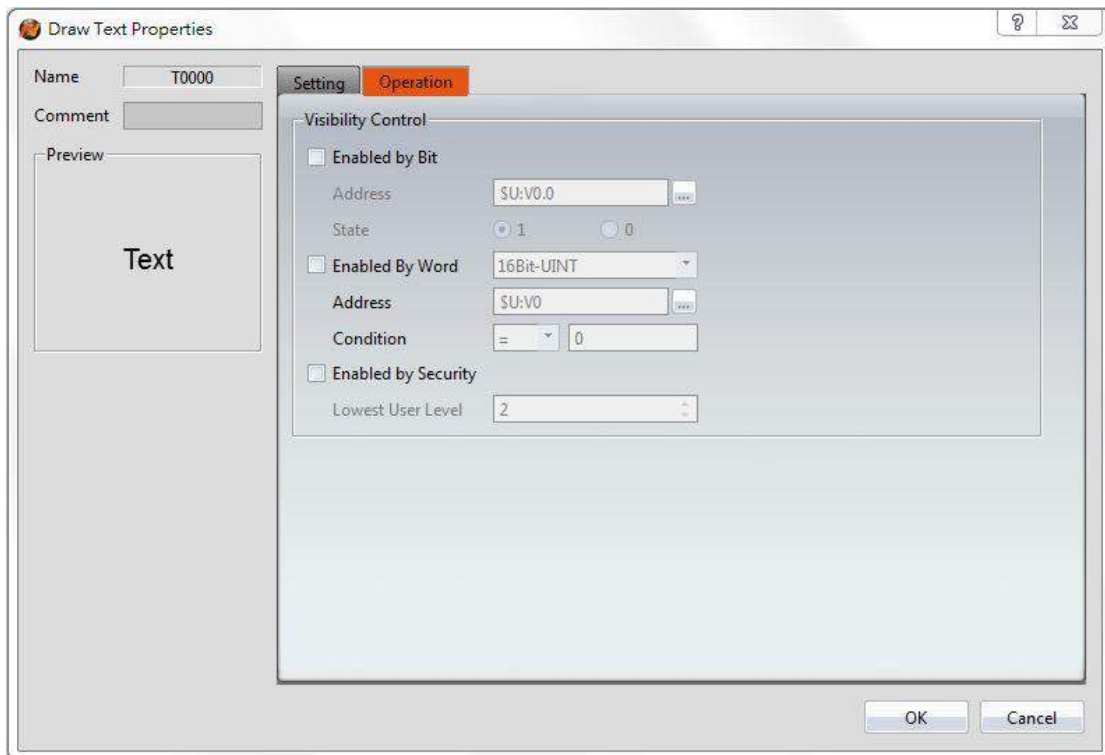 Draw Text Properties
Name T0000
Comment
Preview
Text
Setting Operation
Visibility Control
Enabled by Bit
Address $U:V0.0 ...
State 1 0
Enabled By Word 16Bit-UINT
Address $U:V0 ...
Condition = 0
Enabled by Security
Lowest User Level 2
OK Cancel